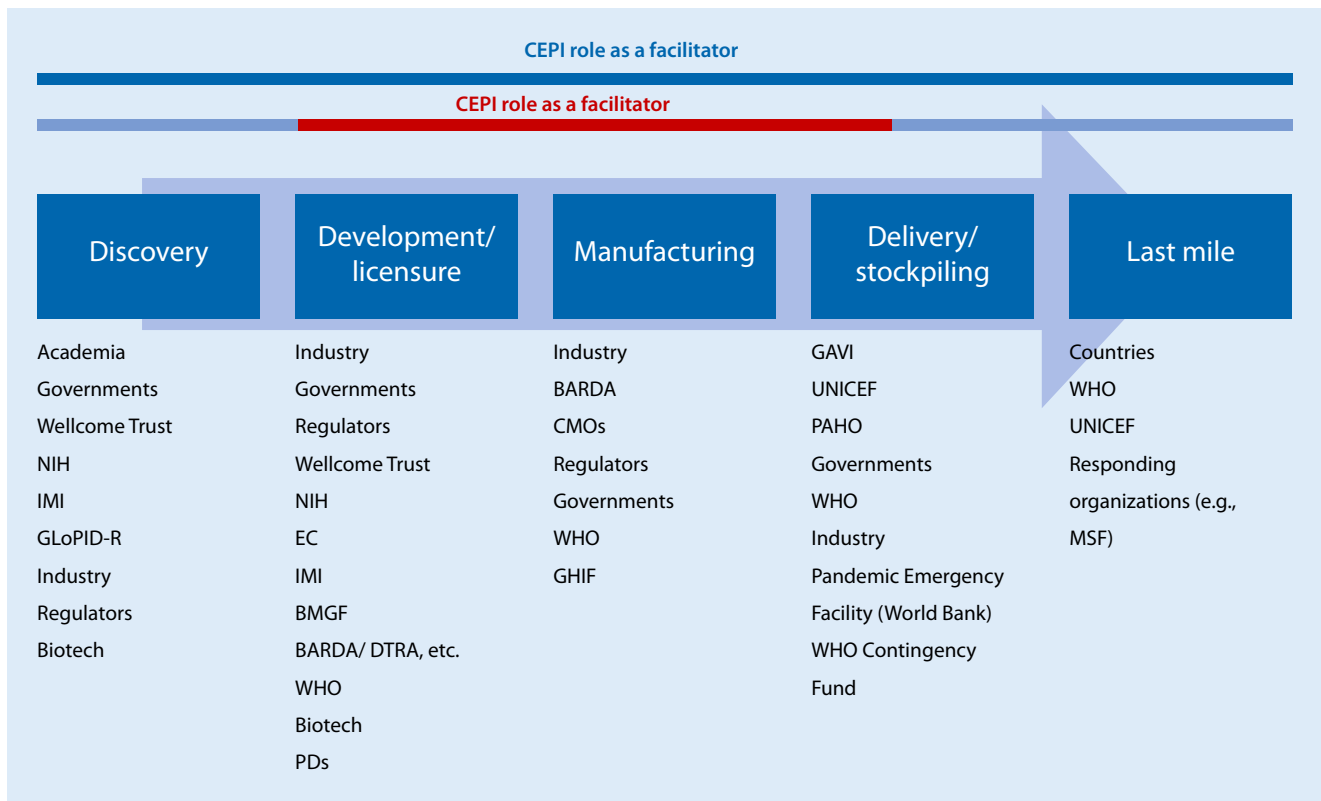 CEPI role as a facilitator
CEPI role as a facilitator
Discovery
Development/
licensure
Manufacturing
Delivery/
stockpiling
Last mile
Academia
Governments
Wellcome Trust
NIH
IMI
GLoPID-R
Industry
Regulators
Biotech
Industry
Governments
Regulators
Wellcome Trust
NIH
EC
IMI
BMGF
BARDA/ DTRA, etc.
WHO
Biotech
PDs
Industry
BARDA
CMOs
Regulators
Governments
WHO
GHIF
GAVI
UNICEF
PAHO
Governments
WHO
Industry
Pandemic Emergency
Facility (World Bank)
WHO Contingency
Fund
Countries
WHO
UNICEF
Responding
organizations (e.g.,
MSF)